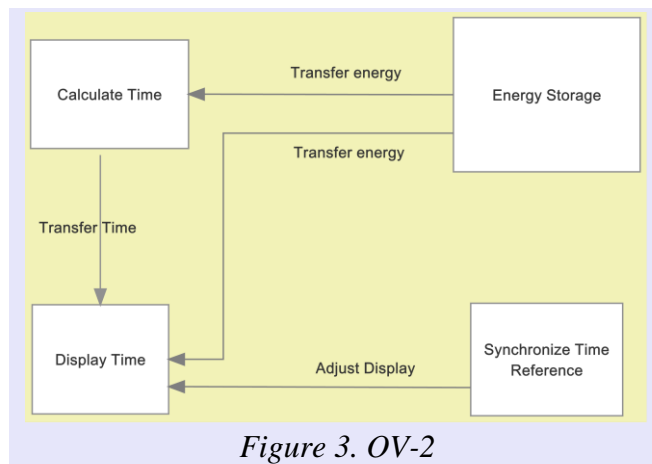 Transfer energy
Calculate Time
Energy Storage
Transfer energy
Transfer Time
Display Time
Synchronize Time
Reference
Adjust Display
Figure 3. OV-2